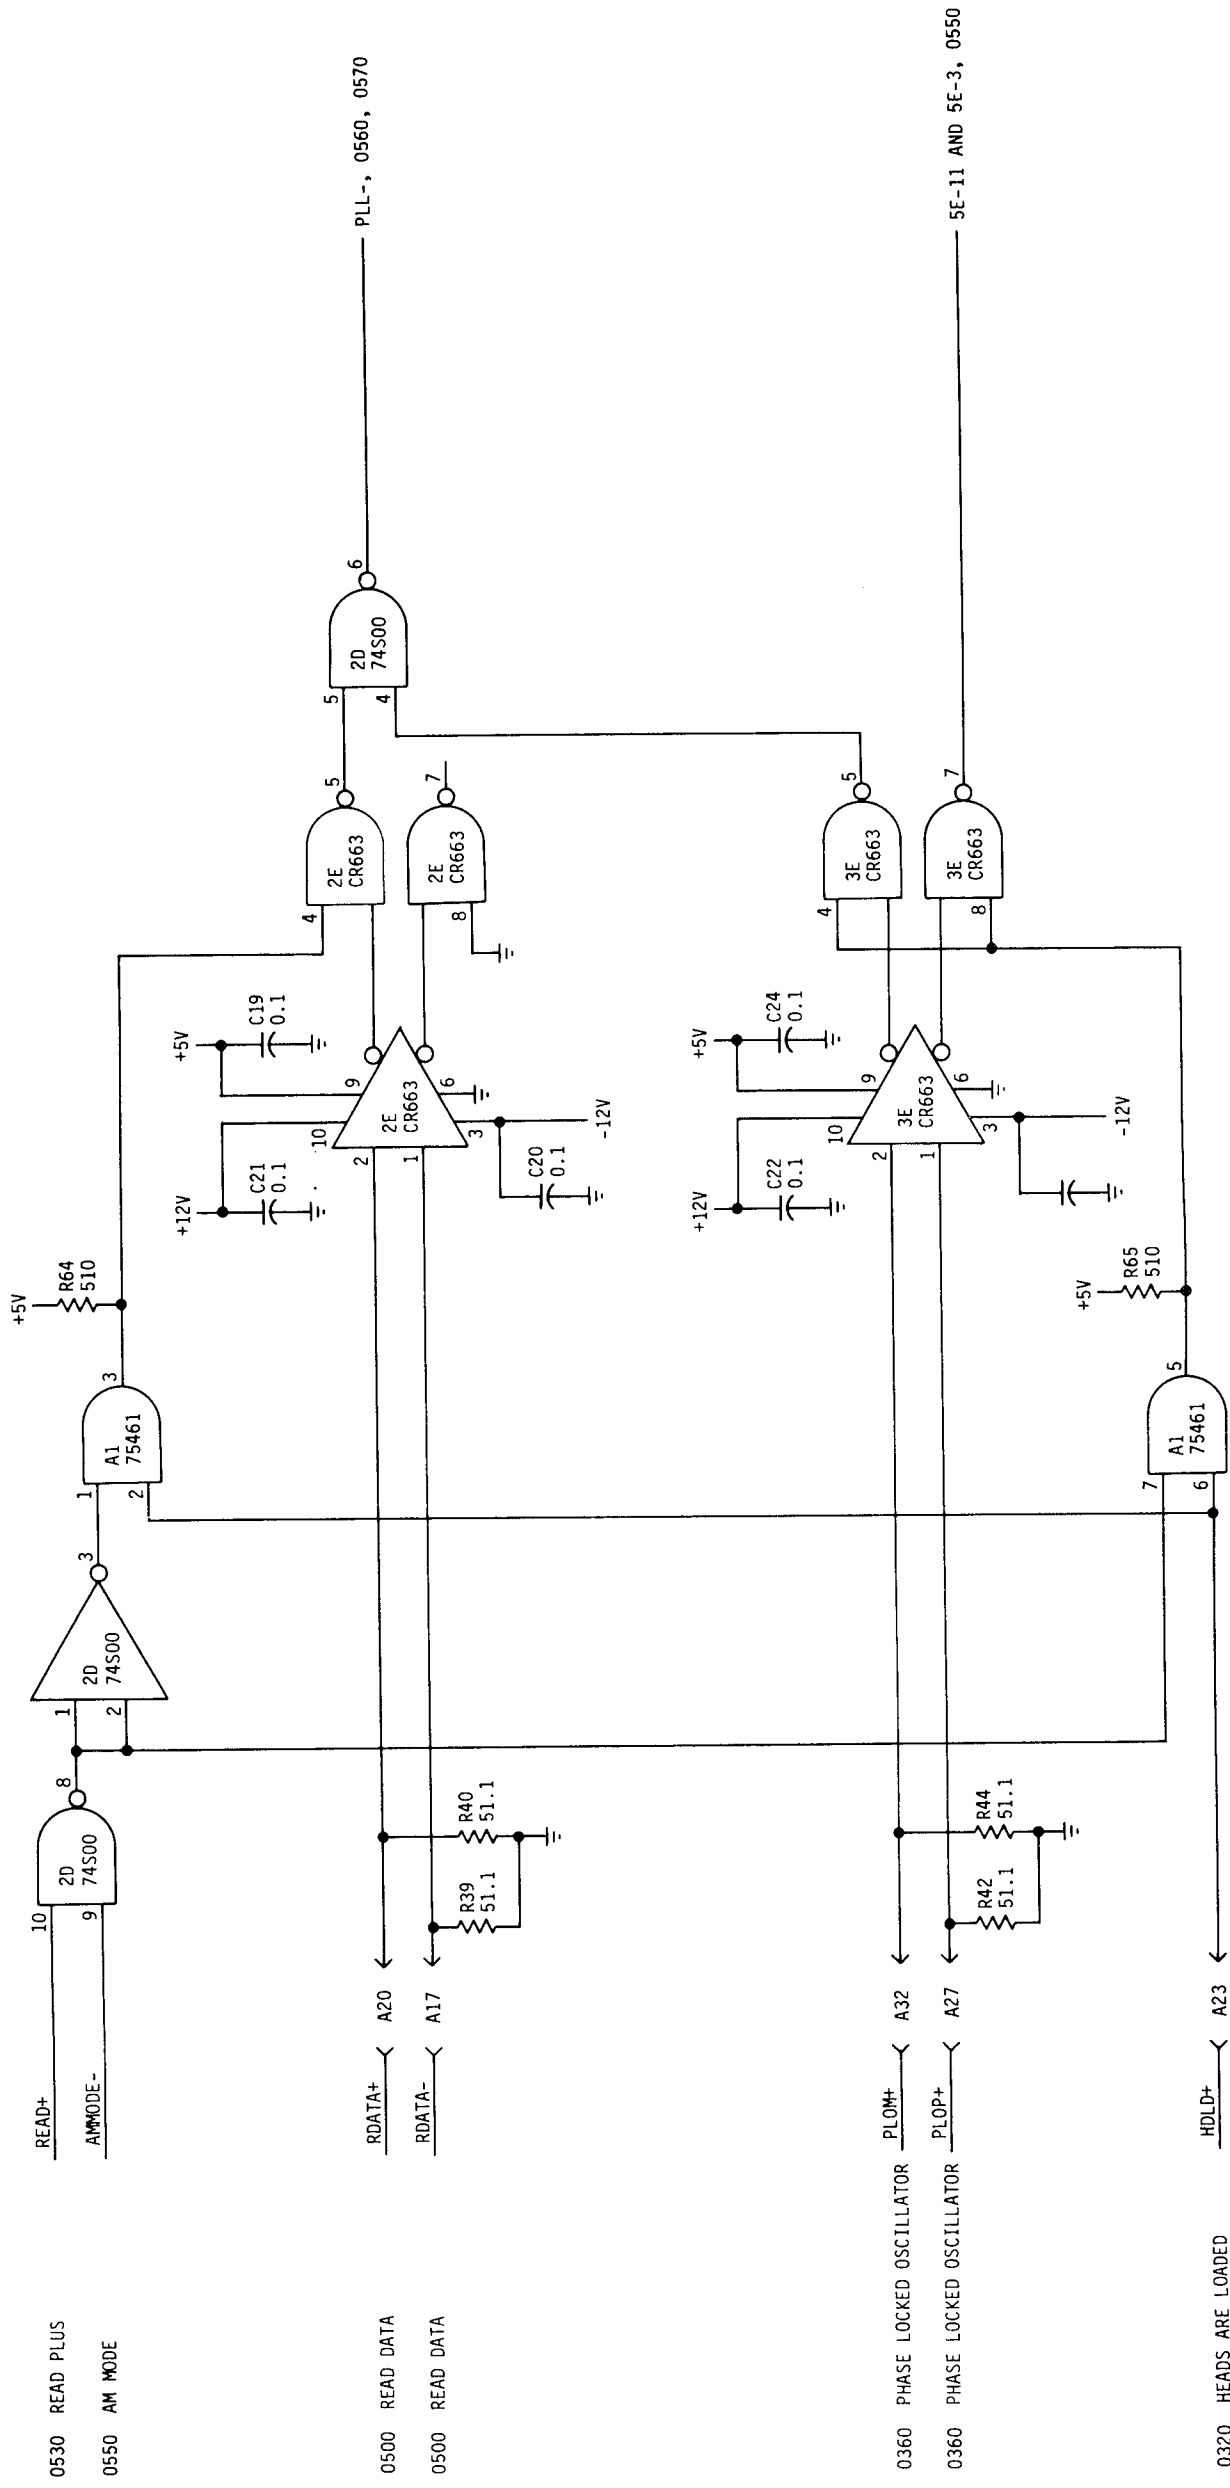 0530 READ PLUS
READ+
10
0550 AM MODE
AMMODE-
9
2D
74S00
8
1
2
2D
74S00
3
1
2
A1
75461
3
+5V
R64
510
0500 READ DATA
RDATA+
A20
0500 READ DATA
RDATA-
A17
R39
51.1
R40
51.1
+12V
C21
0.1
+5V
C19
0.1
2
1
10
9
2E
CR663
3
6
C20
0.1
-12V
4
2E
CR663
5
8
2E
CR663
7
5
4
2D
74S00
6
PLL-, 0560, 0570
0360 PHASE LOCKED OSCILLATOR
PLOM+
A32
0360 PHASE LOCKED OSCILLATOR
PLOP+
A27
R42
51.1
R44
51.1
+12V
C22
0.1
+5V
C24
0.1
2
1
10
9
3E
CR663
3
6
-12V
4
3E
CR663
5
8
3E
CR663
7
5E-11 AND 5E-3, 0550
0320 HEADS ARE LOADED
HDLD+
A23
7
6
A1
75461
5
+5V
R65
510